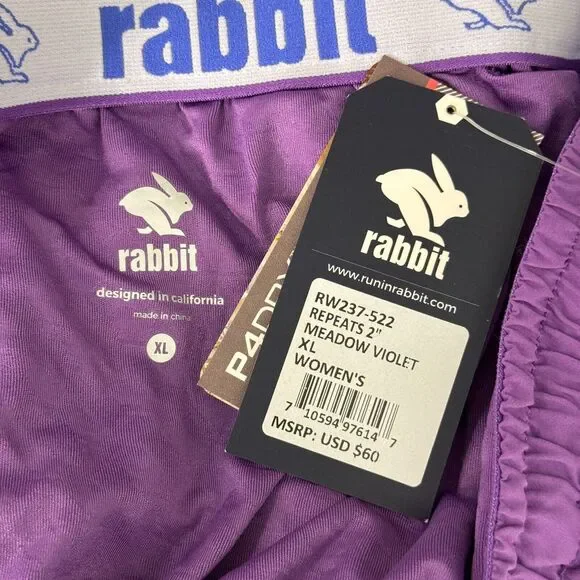 rabbit
rabbit
designed in california
made in china
XL
P4DRY
rabbit
www.runinrabbit.com
RW237-522
REPEATS 2"
MEADOW VIOLET
XL
WOMEN'S
7 10594 97614 7
MSRP: USD $60